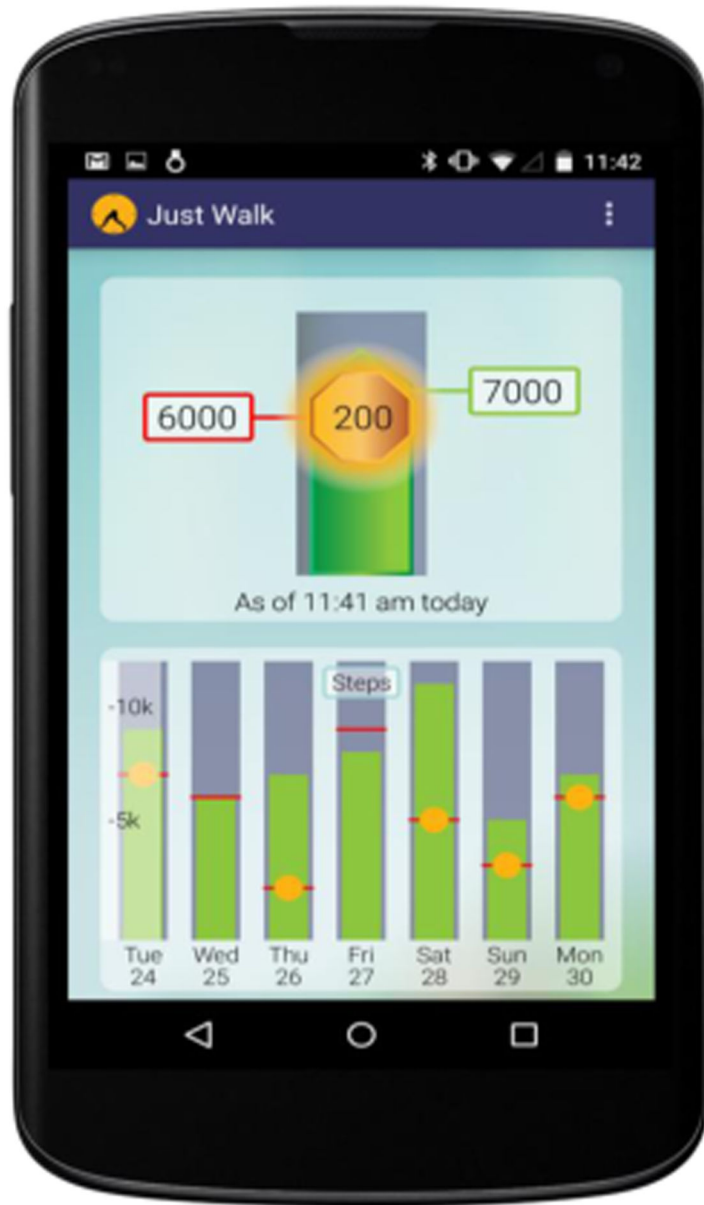 11:42
Just Walk
6000
200
7000
As of 11:41 am today
Steps
-10k
-5k
Tue Wed Thu Fri Sat Sun Mon
24 25 26 27 28 29 30